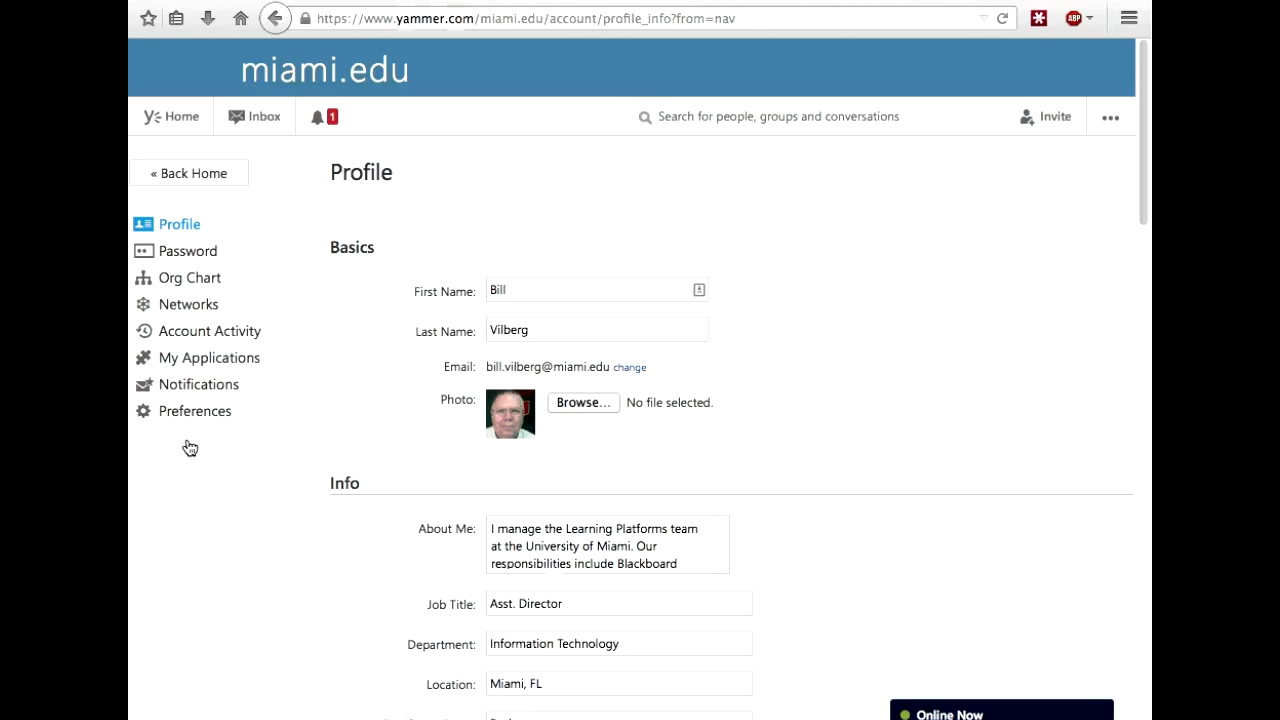 https://www.yammer.com/miami.edu/account/profile_info?from=nav
ABP
miami.edu
Home
Inbox
1
Search for people, groups and conversations
Invite
« Back Home
Profile
Profile
Password
Org Chart
Networks
Account Activity
My Applications
Notifications
Preferences
Basics
First Name: Bill
Last Name: Vilberg
Email: bill.vilberg@miami.edu change
Photo: Browse... No file selected.
Info
About Me: I manage the Learning Platforms team
at the University of Miami. Our
responsibilities include Blackboard
Job Title: Asst. Director
Department: Information Technology
Location: Miami, FL
Online Now